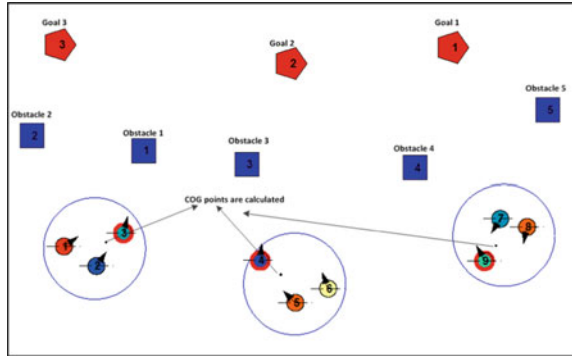 Goal 3
Goal 1
3
Goal 2
1
2
Obstacle 5
5
Obstacle 2
2
Obstacle 1
1
Obstacle 3
3
Obstacle 4
4
COG points are calculated
7
8
3
1
2
4
9
5
6